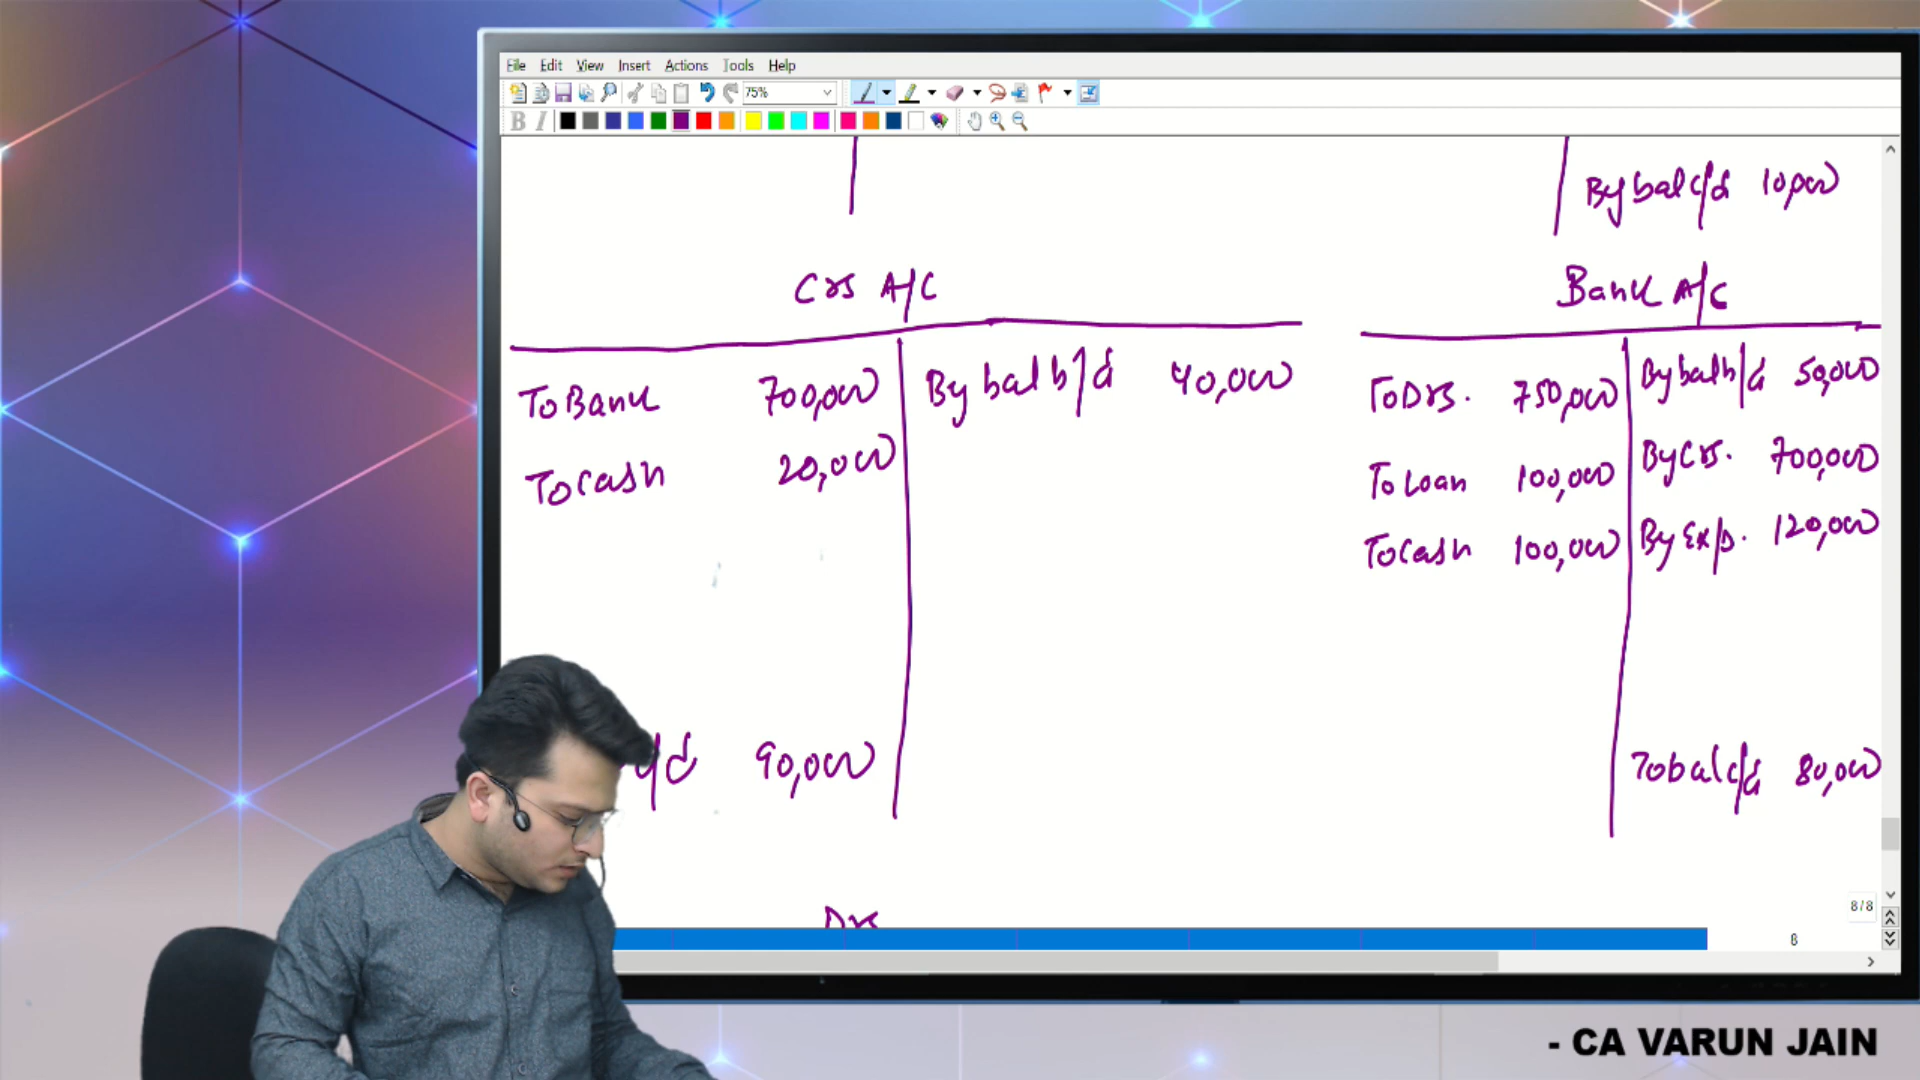 File Edit View Insert Actions Tools Help
75%
B I
By bal c/d 10,000
Crs A/C
Bank A/C
To Bank 700,000 By bal b/d 40,000
To Cash 20,000
c/d 90,000
To Drs. 750,000 By bal b/d 50,000
To Loan 100,000 By Crs. 700,000
To Cash 100,000 By Exp. 120,000
To bal c/d 80,000
Drs
8/8
8
- CA VARUN JAIN